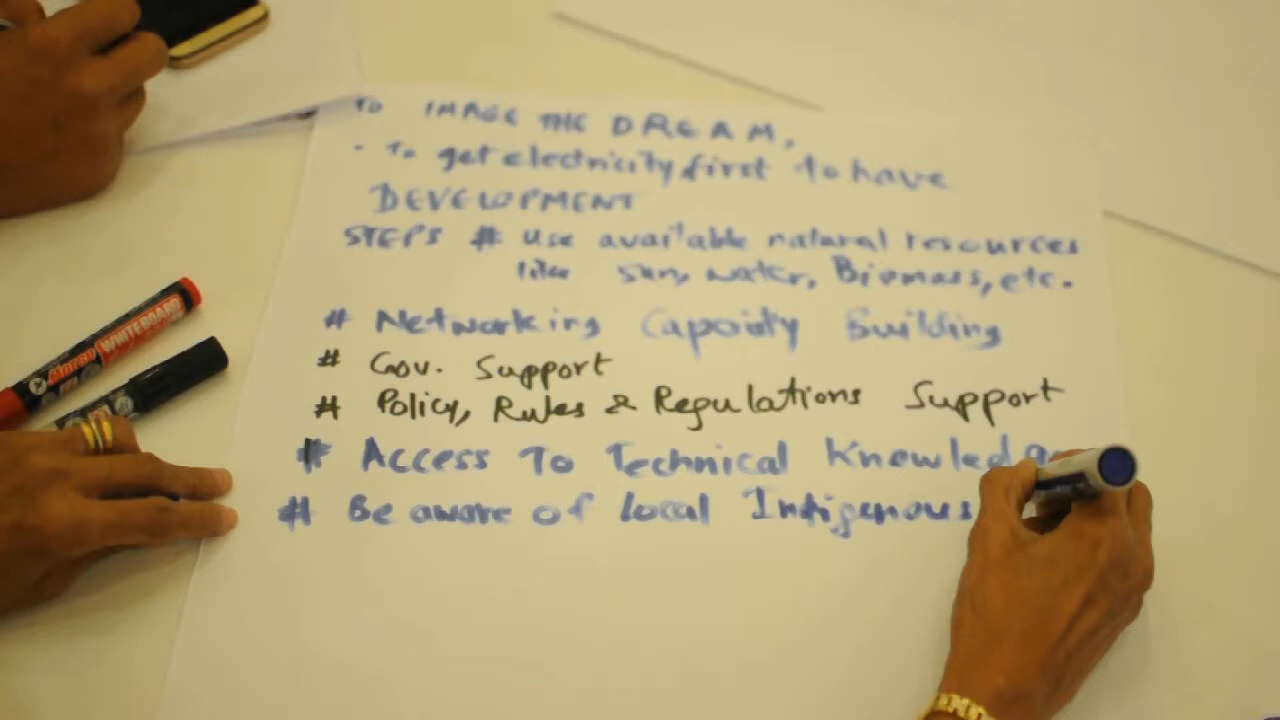 To IMAGE THE DREAM,
· To get electricity first to have
DEVELOPMENT
STEPS # use available natural resources
like sun, water, Biomass, etc.
# Networking Capacity Building
# Gov. Support
# Policy, Rules & Regulations Support
# Access To Technical Knowledge
# Be aware of local Indigenous
WHITEBOARD